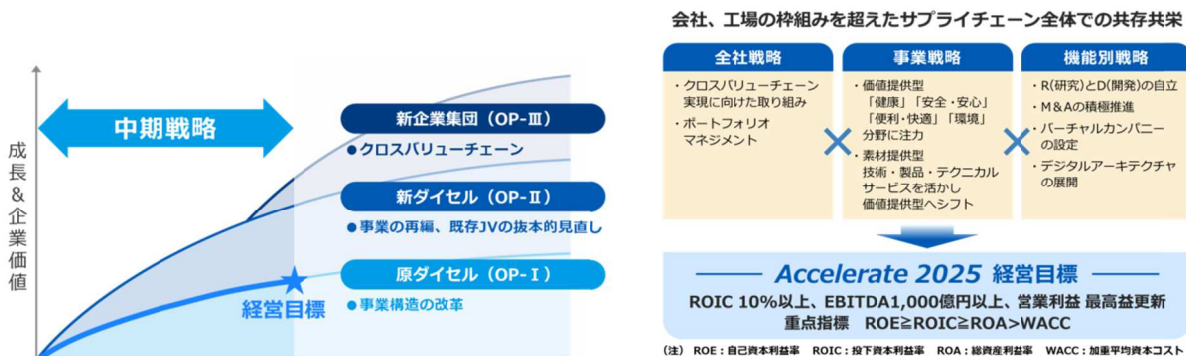 成長&企業価値
中期戦略
新企業集団（OP-Ⅲ）
●クロスバリューチェーン
新ダイセル（OP-Ⅱ）
●事業の再編、既存JVの抜本的見直し
原ダイセル（OP-Ⅰ）
●事業構造の改革
経営目標
会社、工場の枠組みを超えたサプライチェーン全体での共存共栄
全社戦略
・クロスバリューチェーン
実現に向けた取り組み
・ポートフォリオ
マネジメント
×
事業戦略
・価値提供型
「健康」「安全・安心」
「便利・快適」「環境」
分野に注力
・素材提供型
技術・製品・テクニカル
サービスを活かし
価値提供型へシフト
×
機能別戦略
・R(研究)とD(開発)の自立
・M&Aの積極推進
・バーチャルカンパニー
の設定
・デジタルアーキテクチャ
の展開
Accelerate 2025 経営目標
ROIC 10%以上、EBITDA1,000億円以上、営業利益 最高益更新
重点指標　ROE≧ROIC≧ROA>WACC
（注） ROE：自己資本利益率　ROIC：投下資本利益率　ROA：総資産利益率　WACC：加重平均資本コスト